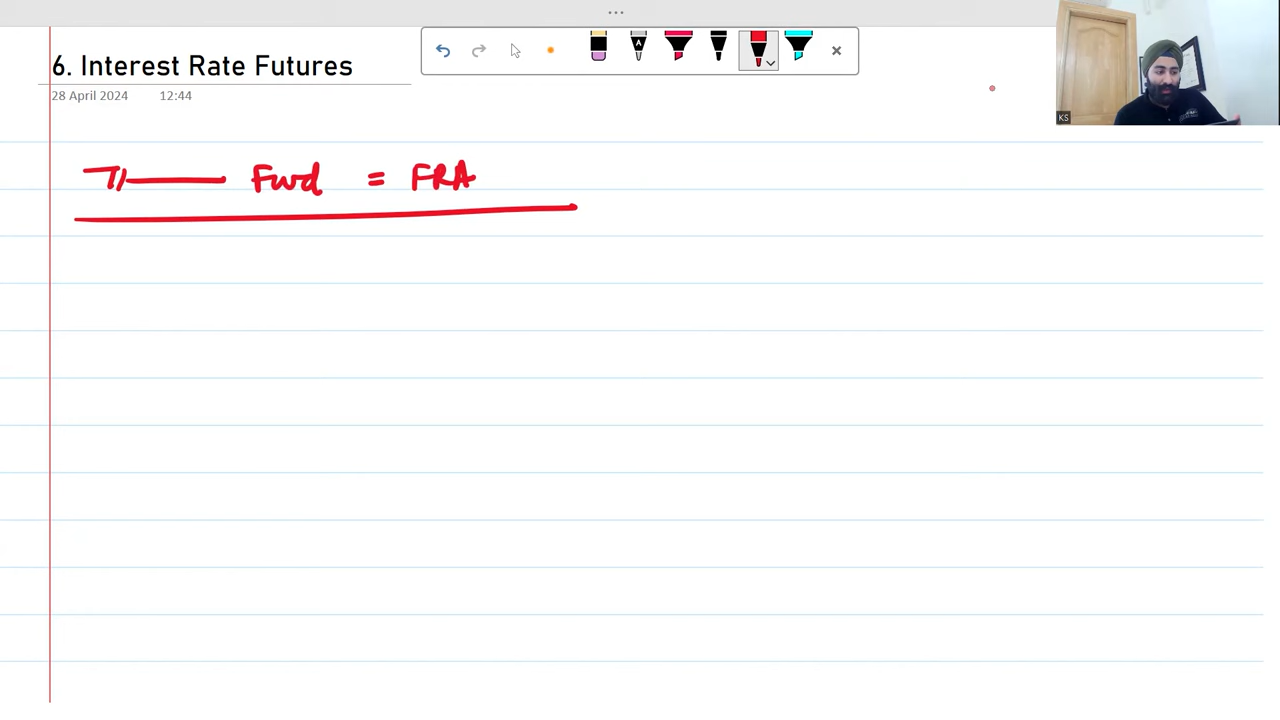 6. Interest Rate Futures
28 April 2024 12:44
—"— Fwd = FRA
A
KS